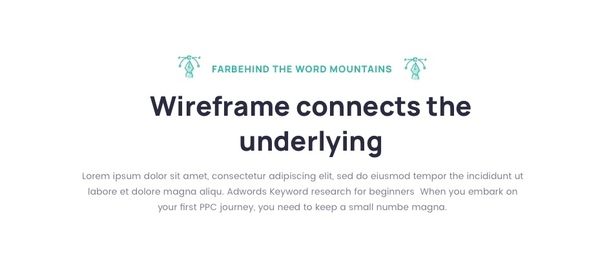 FARBEHIND THE WORD MOUNTAINS
Wireframe connects the
underlying
Lorem ipsum dolor sit amet, consectetur adipiscing elit, sed do eiusmod tempor the incididunt ut
labore et dolore magna aliqu. Adwords Keyword research for beginners When you embark on
your first PPC journey, you need to keep a small numbe magna.